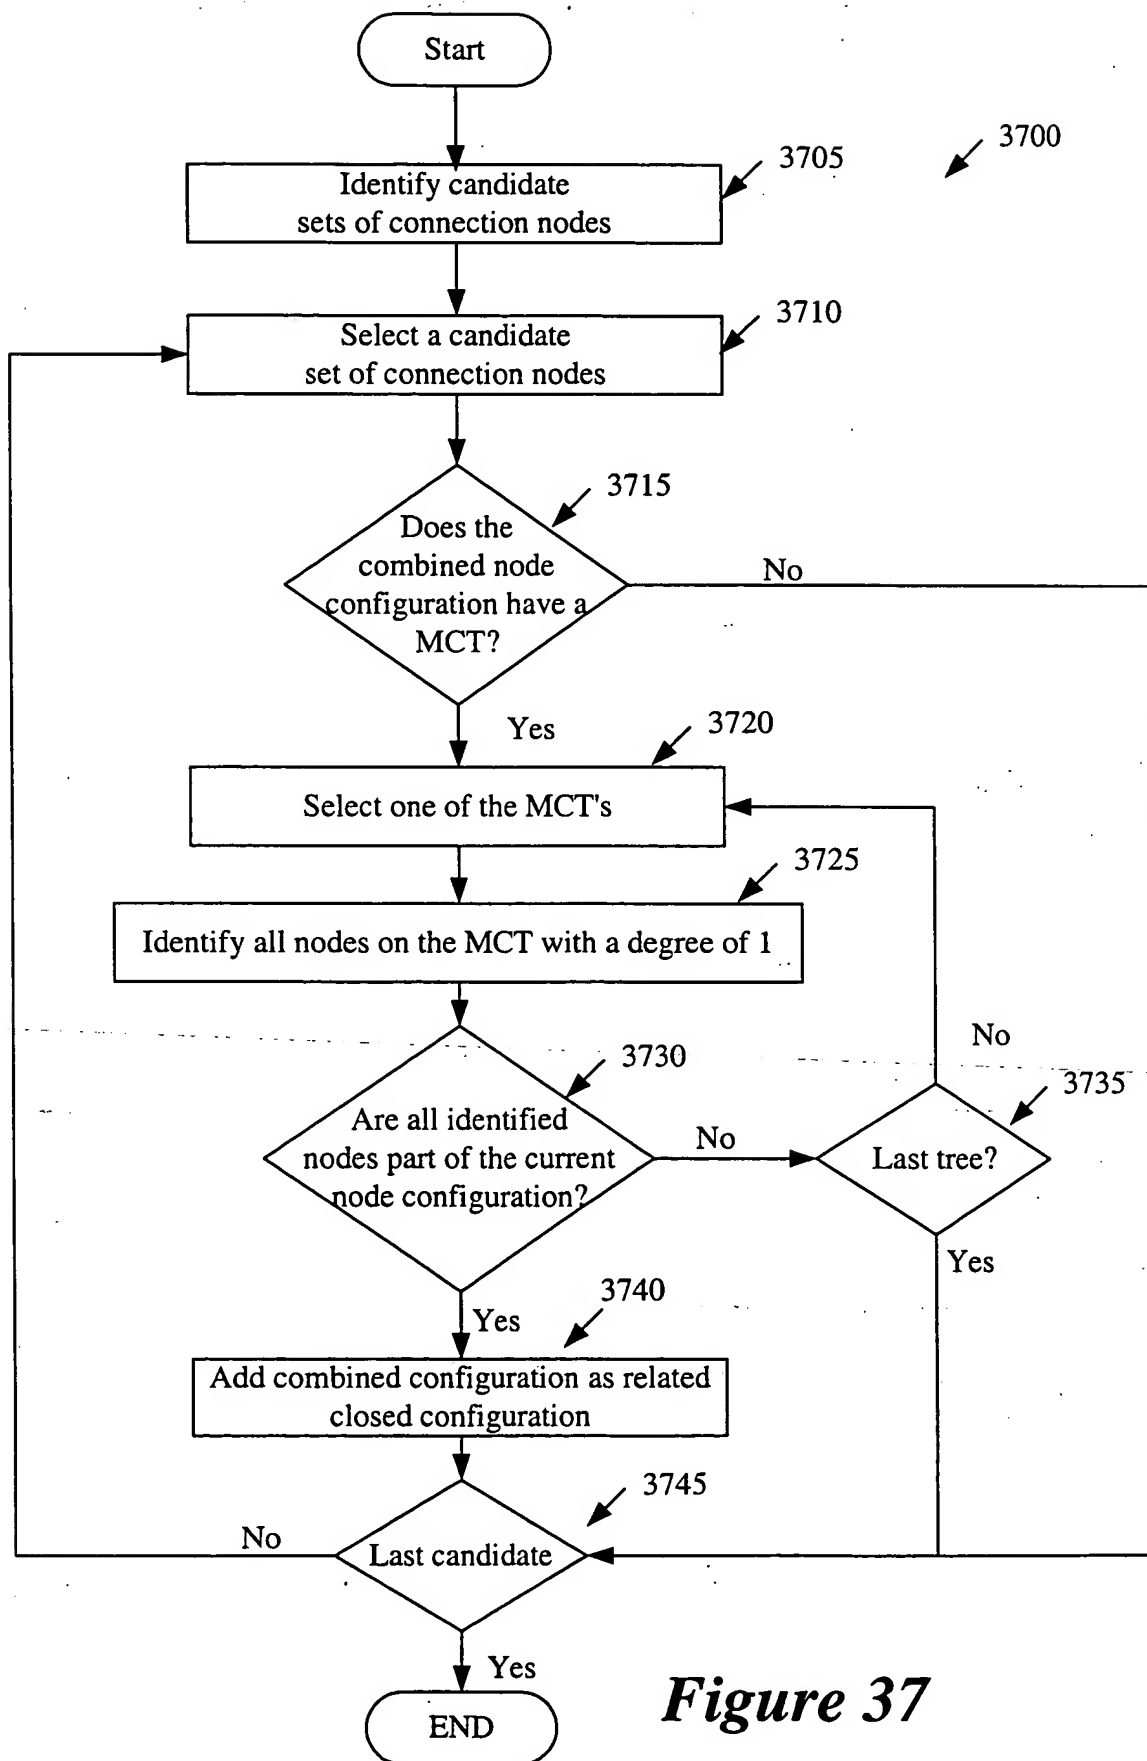 Start
3700
3705
Identify candidate
sets of connection nodes
3710
Select a candidate
set of connection nodes
3715
Does the
combined node
configuration have a
MCT?
No
Yes
3720
Select one of the MCT's
3725
Identify all nodes on the MCT with a degree of 1
No
3730
3735
Are all identified
nodes part of the current
node configuration?
No
Last tree?
Yes
3740
Yes
Add combined configuration as related
closed configuration
3745
No
Last candidate
Yes
END
Figure 37